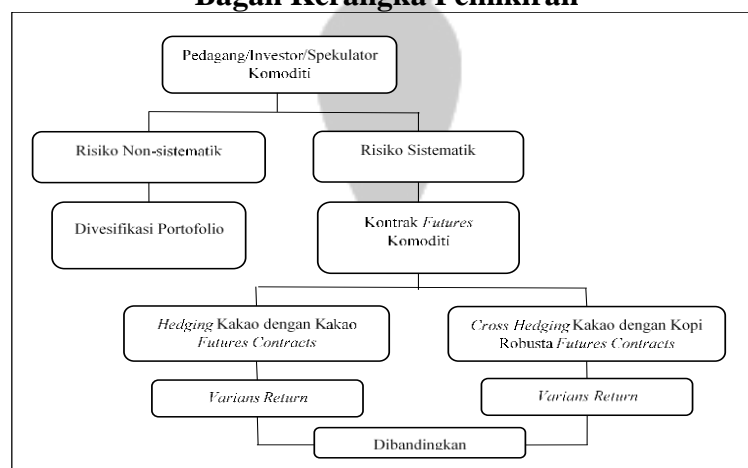 Bagan Kerangka Pemikiran
Pedagang/Investor/Spekulator
Komoditi
Risiko Non-sistematik
Risiko Sistematik
Divesifikasi Portofolio
Kontrak Futures
Komoditi
Hedging Kakao dengan Kakao
Futures Contracts
Cross Hedging Kakao dengan Kopi
Robusta Futures Contracts
Varians Return
Varians Return
Dibandingkan